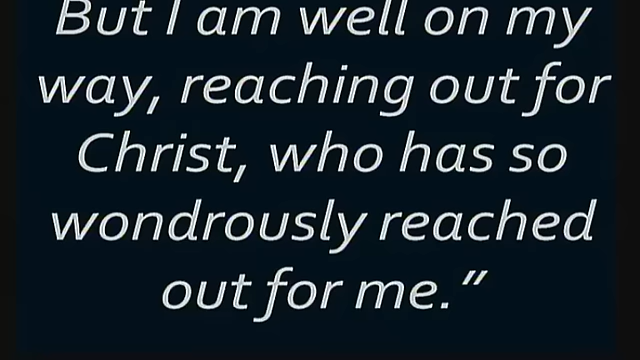 But I am well on my
way, reaching out for
Christ, who has so
wondrously reached
out for me.”